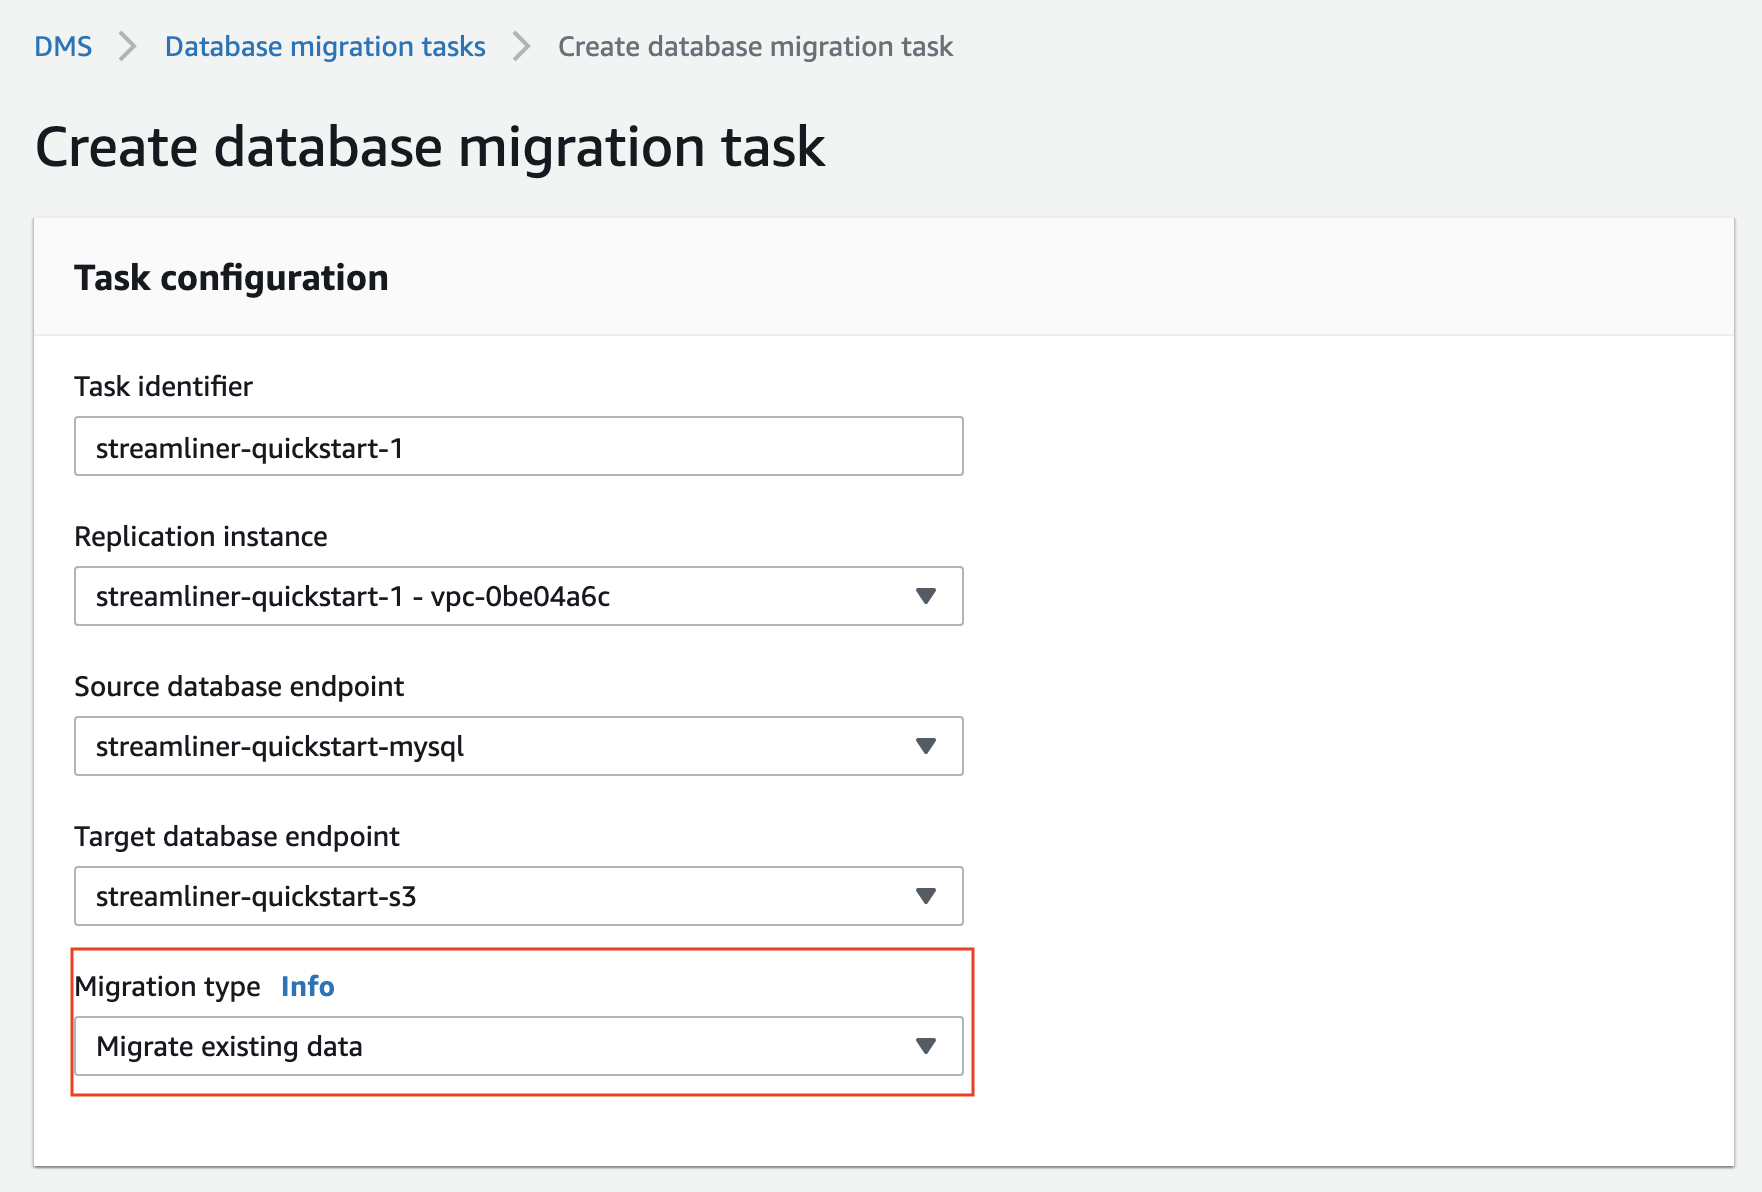 DMS > Database migration tasks > Create database migration task
Create database migration task
Task configuration
Task identifier
streamliner-quickstart-1
Replication instance
streamliner-quickstart-1 - vpc-0be04a6c
Source database endpoint
streamliner-quickstart-mysql
Target database endpoint
streamliner-quickstart-s3
Migration type Info
Migrate existing data